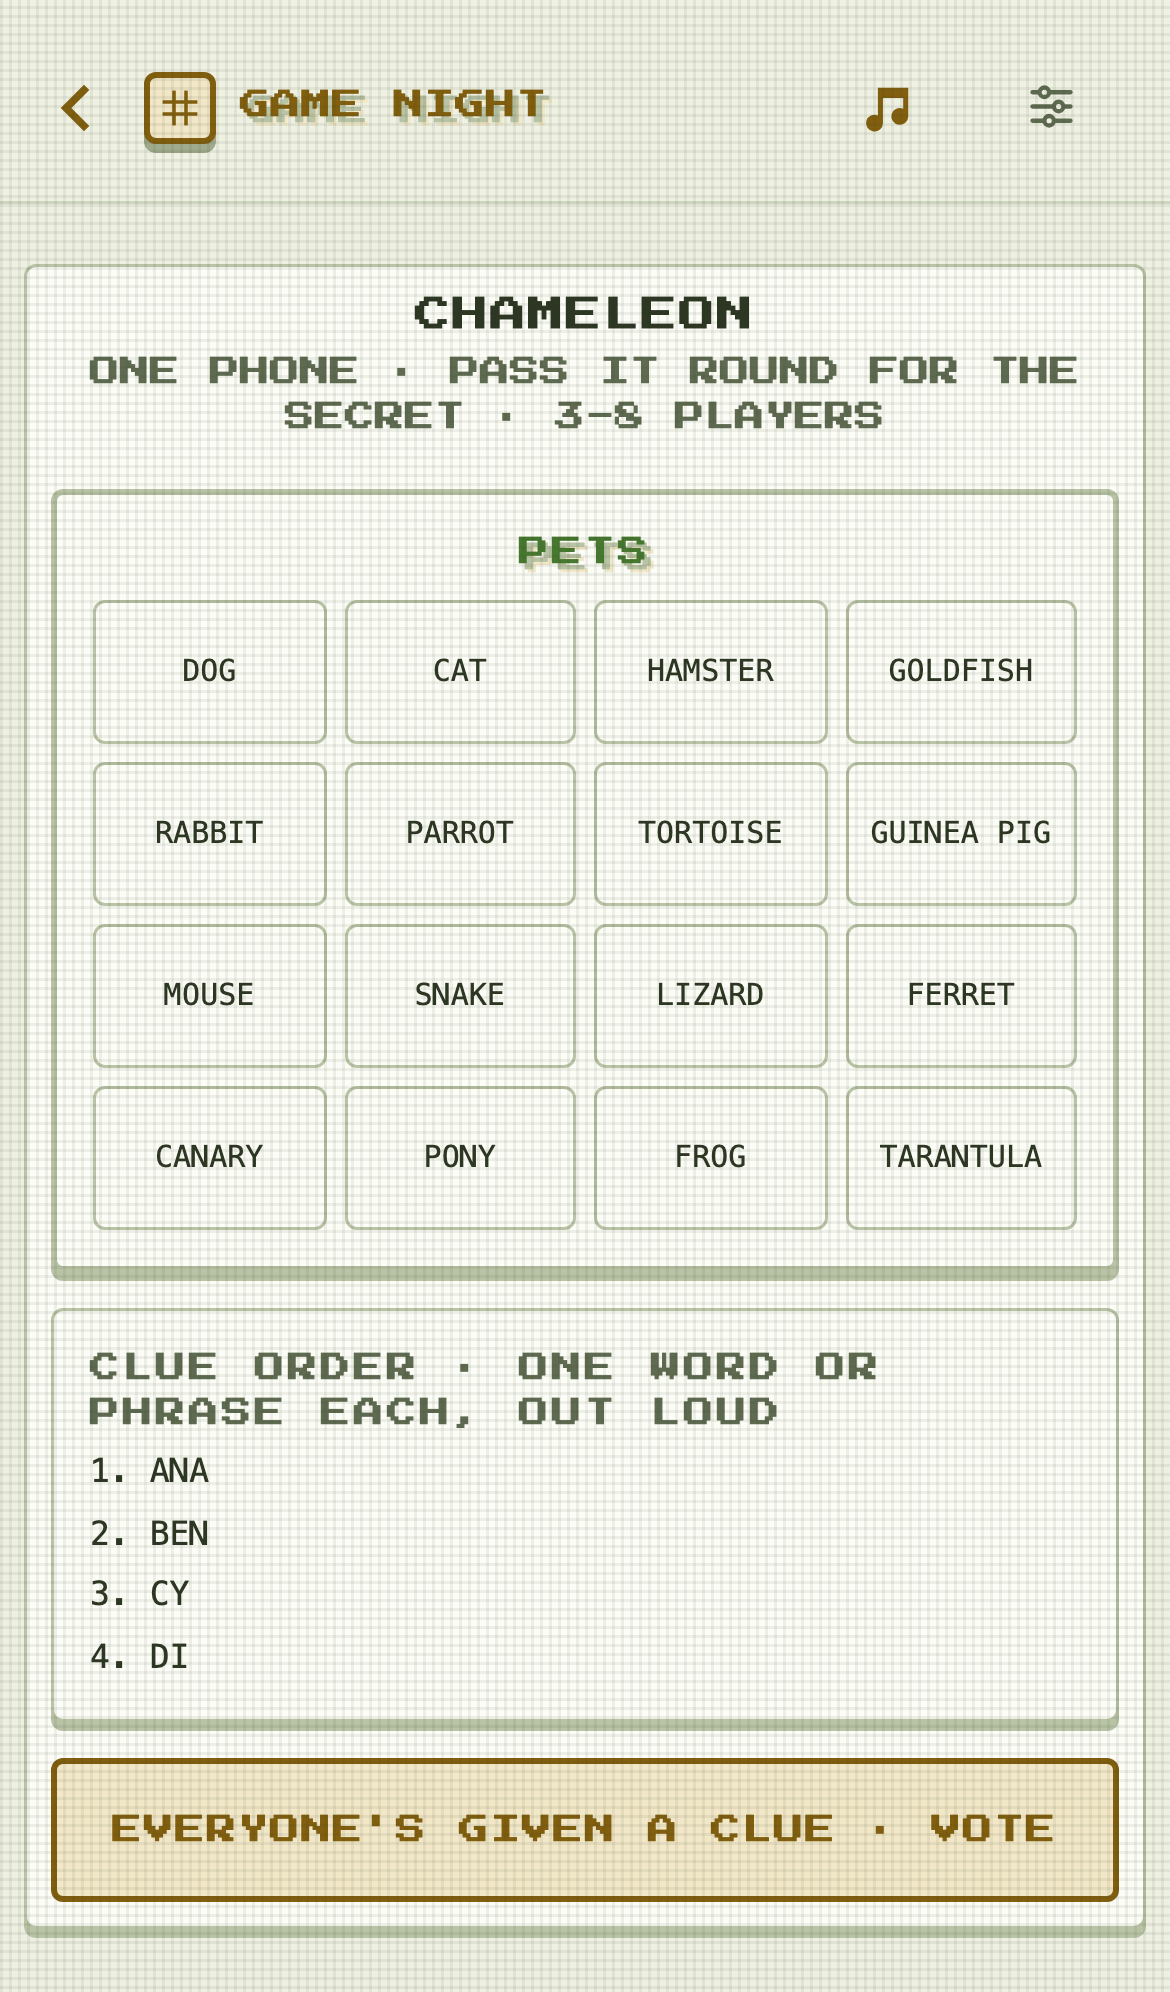 GAME NIGHT
CHAMELEON
ONE PHONE · PASS IT ROUND FOR THE
SECRET · 3-8 PLAYERS
PETS
DOG CAT HAMSTER GOLDFISH
RABBIT PARROT TORTOISE GUINEA PIG
MOUSE SNAKE LIZARD FERRET
CANARY PONY FROG TARANTULA
CLUE ORDER · ONE WORD OR
PHRASE EACH, OUT LOUD
1. ANA
2. BEN
3. CY
4. DI
EVERYONE'S GIVEN A CLUE · VOTE